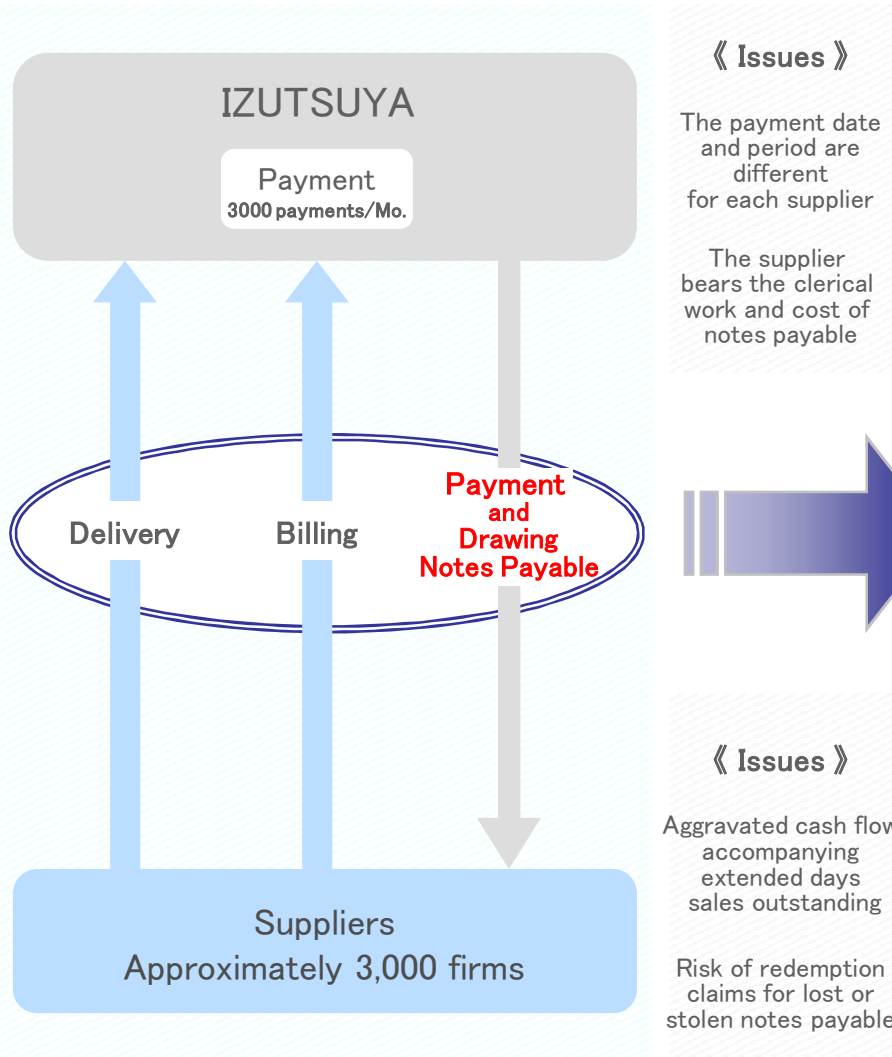 IZUTSUYA
Payment
3000 payments/Mo.
Delivery
Billing
Payment
and
Drawing
Notes Payable
Suppliers
Approximately 3,000 firms
《 Issues 》
The payment date
and period are
different
for each supplier
The supplier
bears the clerical
work and cost of
notes payable
《 Issues 》
Aggravated cash flow
accompanying
extended days
sales outstanding
Risk of redemption
claims for lost or
stolen notes payable